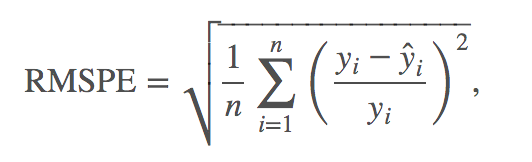 RMSPE = \sqrt{\frac{1}{n} \sum_{i=1}^{n} \left( \frac{y_i - \hat{y}_i}{y_i} \right)^2},